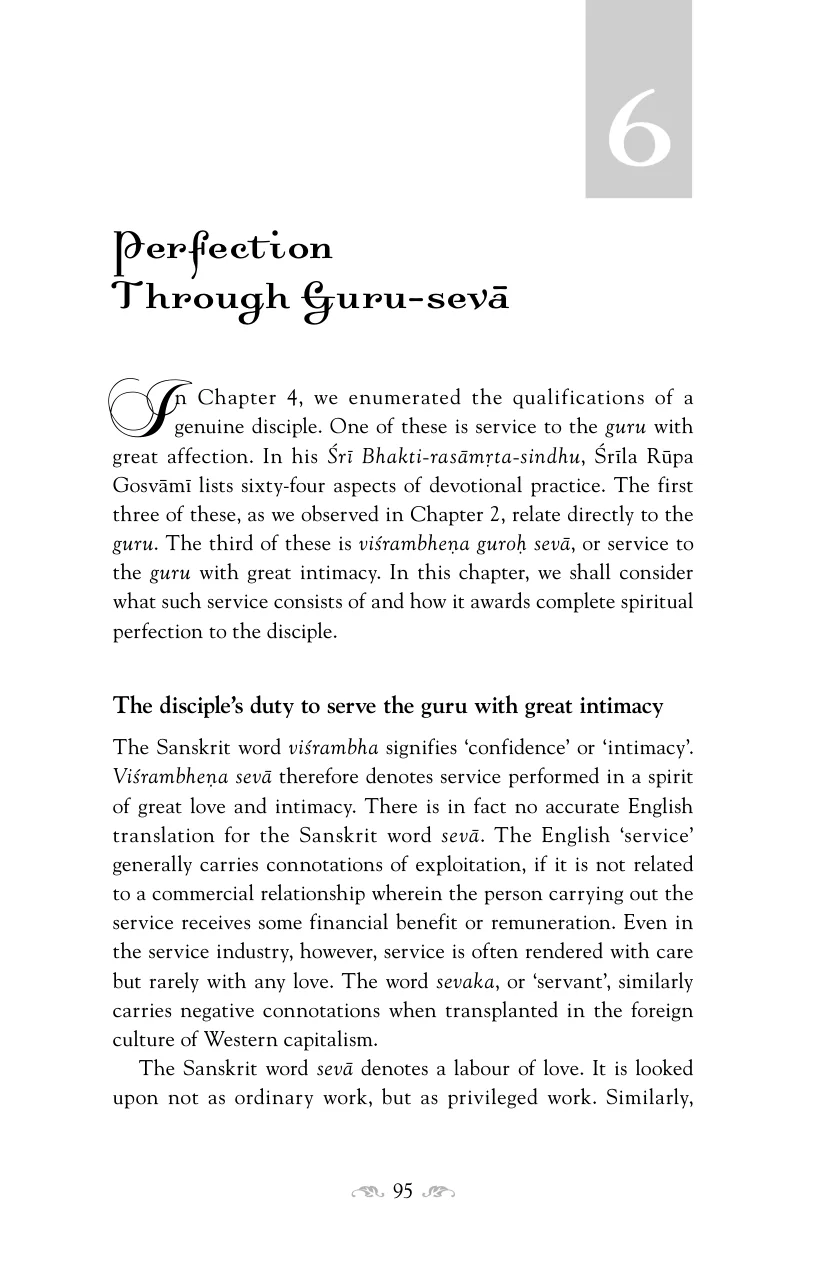 6
Perfection
Through Guru-sevā
In Chapter 4, we enumerated the qualifications of a
genuine disciple. One of these is service to the guru with
great affection. In his Śrī Bhakti-rasāmṛta-sindhu, Śrīla Rūpa
Gosvāmī lists sixty-four aspects of devotional practice. The first
three of these, as we observed in Chapter 2, relate directly to the
guru. The third of these is viśrambheṇa guroḥ sevā, or service to
the guru with great intimacy. In this chapter, we shall consider
what such service consists of and how it awards complete spiritual
perfection to the disciple.
The disciple’s duty to serve the guru with great intimacy
The Sanskrit word viśrambha signifies ‘confidence’ or ‘intimacy’.
Viśrambheṇa sevā therefore denotes service performed in a spirit
of great love and intimacy. There is in fact no accurate English
translation for the Sanskrit word sevā. The English ‘service’
generally carries connotations of exploitation, if it is not related
to a commercial relationship wherein the person carrying out the
service receives some financial benefit or remuneration. Even in
the service industry, however, service is often rendered with care
but rarely with any love. The word sevaka, or ‘servant’, similarly
carries negative connotations when transplanted in the foreign
culture of Western capitalism.
The Sanskrit word sevā denotes a labour of love. It is looked
upon not as ordinary work, but as privileged work. Similarly,
95